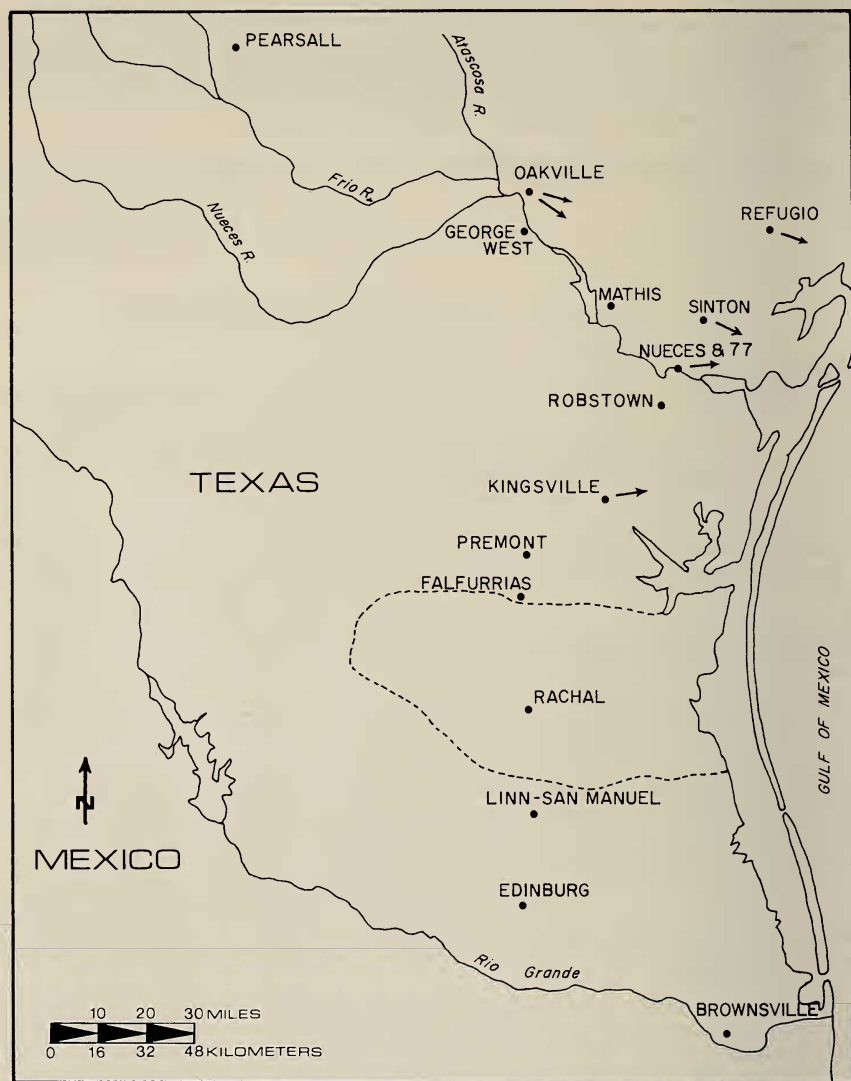 PEARSALL
Atascosa R.
OAKVILLE
Frio R.
REFUGIO
Nueces R.
GEORGE
WEST
MATHIS
SINTON
NUECES & 77
ROBSTOWN
TEXAS
KINGSVILLE
PREMONT
FALFURRIAS
GULF OF MEXICO
RACHAL
N
LINN-SAN MANUEL
MEXICO
EDINBURG
Rio Grande
10 20 30 MILES
BROWNSVILLE
0 16 32 48 KILOMETERS